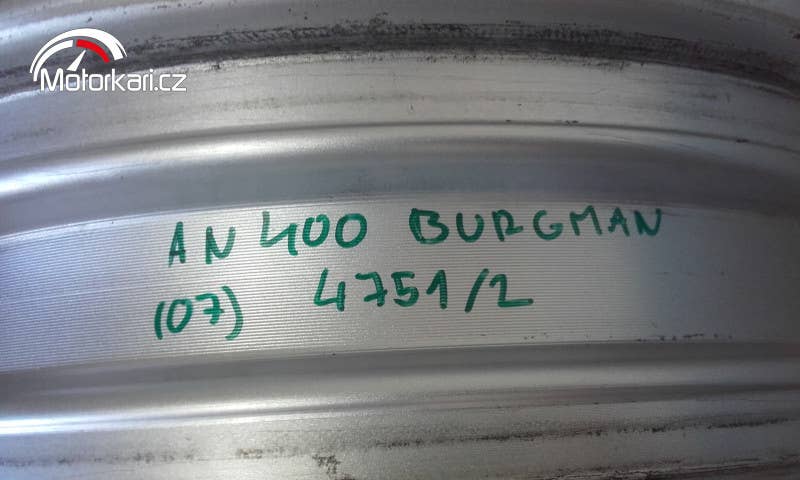 Motorkari.cz
AN 400 BURGMAN
(07) 4751/2